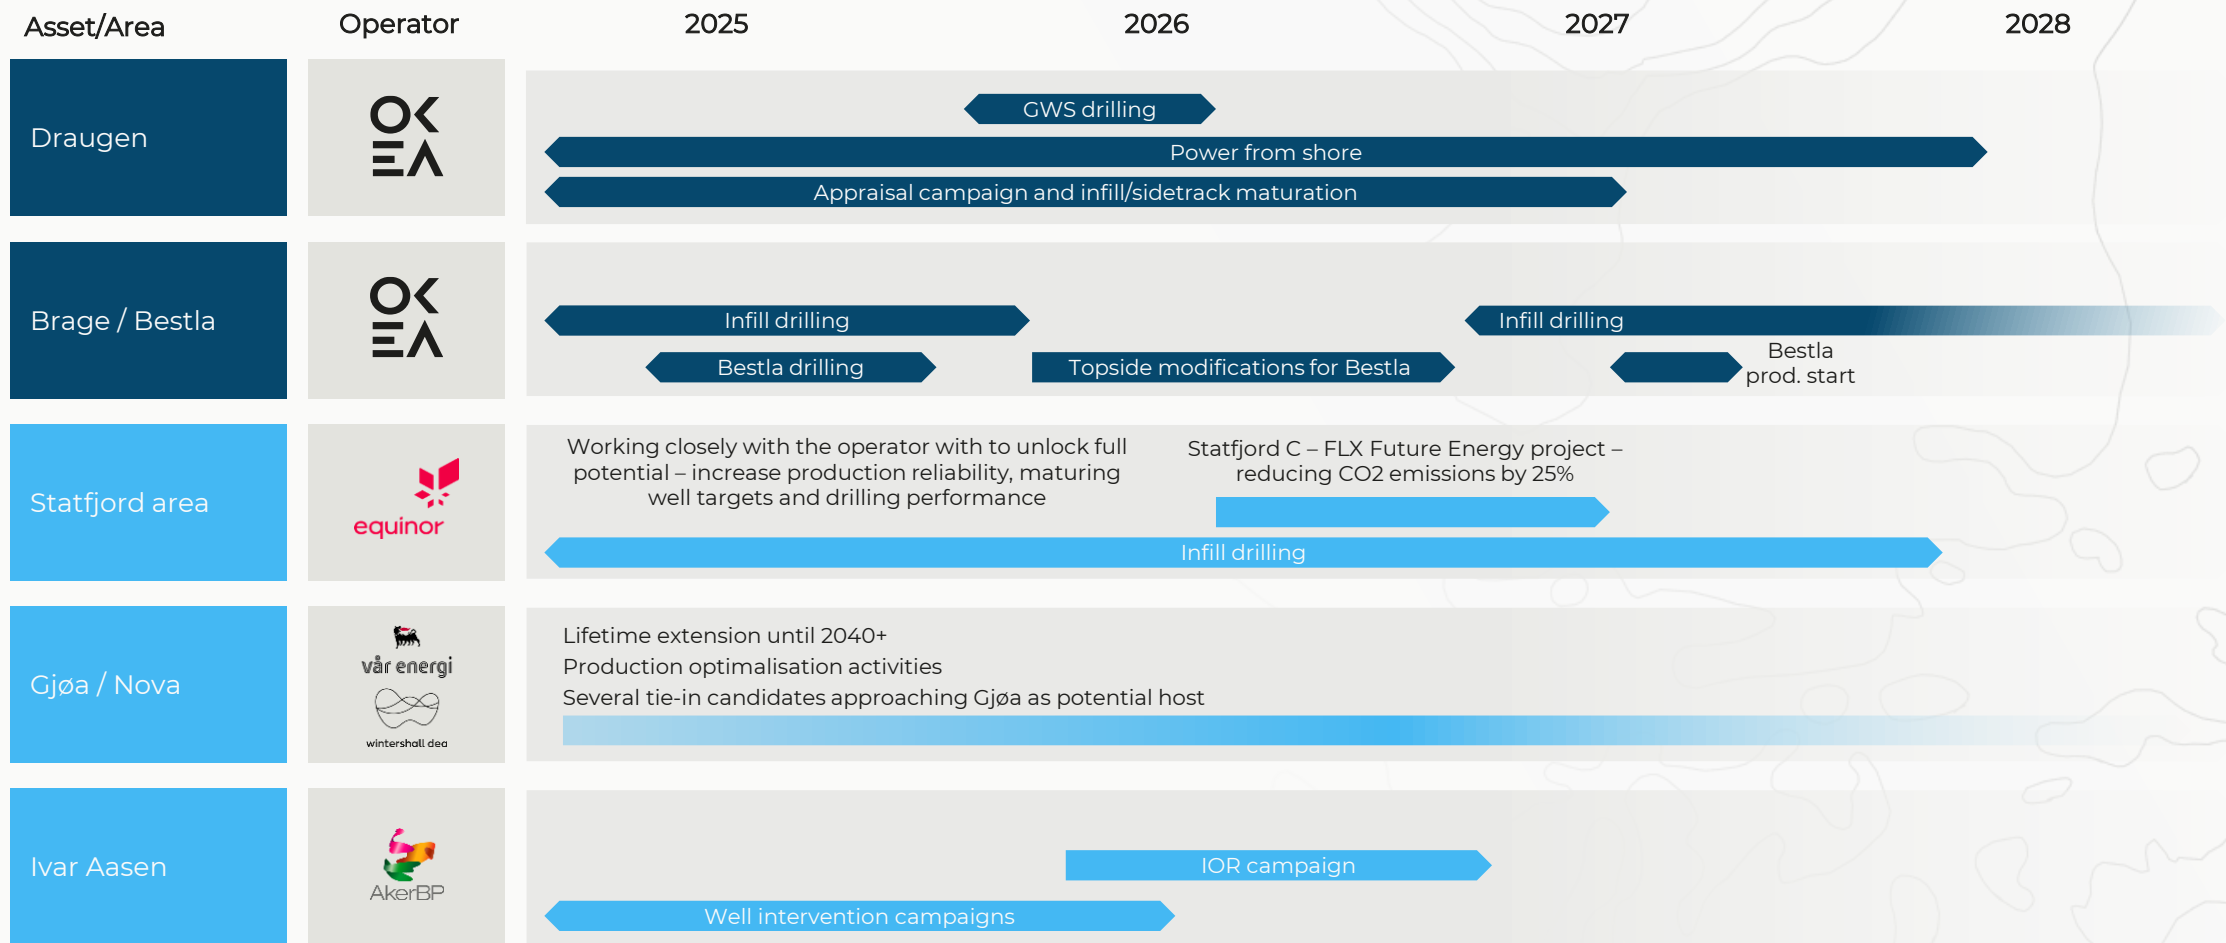 Asset/Area
Operator
2025
2026
2027
2028
Draugen
OK
EA
GWS drilling
Power from shore
Appraisal campaign and infill/sidetrack maturation
Brage / Bestla
OK
EA
Infill drilling
Infill drilling
Bestla drilling
Topside modifications for Bestla
Bestla
prod. start
Statfjord area
equinor
Working closely with the operator with to unlock full
potential – increase production reliability, maturing
well targets and drilling performance
Statfjord C – FLX Future Energy project –
reducing CO2 emissions by 25%
Infill drilling
Gjøa / Nova
vår energi
wintershall dea
Lifetime extension until 2040+
Production optimalisation activities
Several tie-in candidates approaching Gjøa as potential host
Ivar Aasen
AkerBP
IOR campaign
Well intervention campaigns